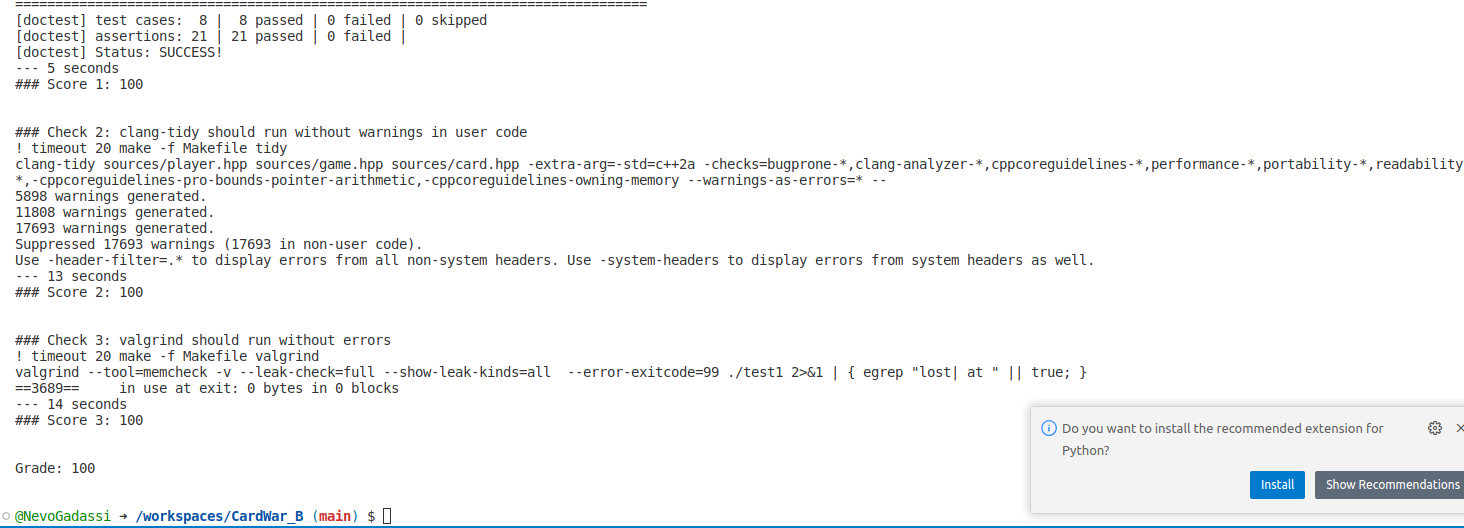 ===============================================================================
[doctest] test cases:  8 |  8 passed | 0 failed | 0 skipped
[doctest] assertions: 21 | 21 passed | 0 failed |
[doctest] Status: SUCCESS!
--- 5 seconds
### Score 1: 100
### Check 2: clang-tidy should run without warnings in user code
! timeout 20 make -f Makefile tidy
clang-tidy sources/player.hpp sources/game.hpp sources/card.hpp -extra-arg=-std=c++2a -checks=bugprone-*,clang-analyzer-*,cppcoreguidelines-*,performance-*,portability-*,readability
*,-cppcoreguidelines-pro-bounds-pointer-arithmetic,-cppcoreguidelines-owning-memory --warnings-as-errors=* --
5898 warnings generated.
11808 warnings generated.
17693 warnings generated.
Suppressed 17693 warnings (17693 in non-user code).
Use -header-filter=.* to display errors from all non-system headers. Use -system-headers to display errors from system headers as well.
--- 13 seconds
### Score 2: 100
### Check 3: valgrind should run without errors
! timeout 20 make -f Makefile valgrind
valgrind --tool=memcheck -v --leak-check=full --show-leak-kinds=all  --error-exitcode=99 ./test1 2>&1 | { egrep "lost| at " || true; }
==3689==     in use at exit: 0 bytes in 0 blocks
--- 14 seconds
### Score 3: 100
Grade: 100
Do you want to install the recommended extension for
Python?
Install
Show Recommendations
@NevoGadassi ➜ /workspaces/CardWar_B (main) $